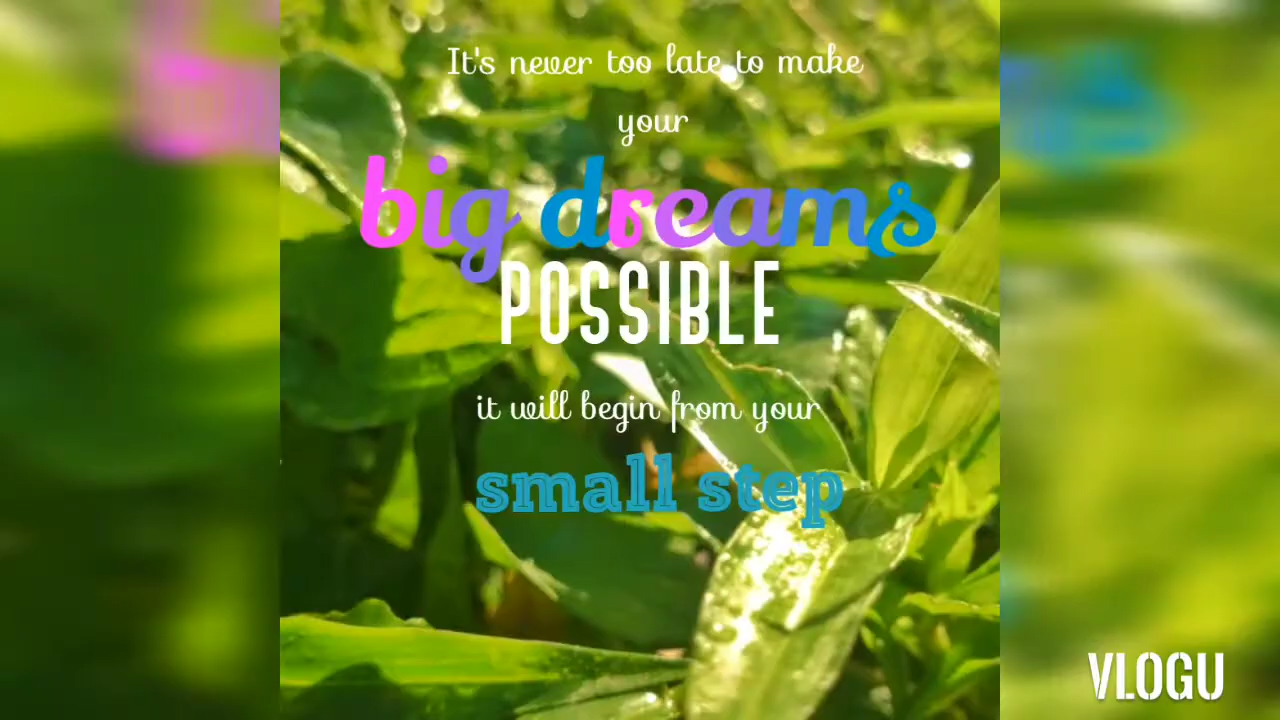 It's never too late to make
your
big dreams
POSSIBLE
it will begin from your
small step
VLOGU